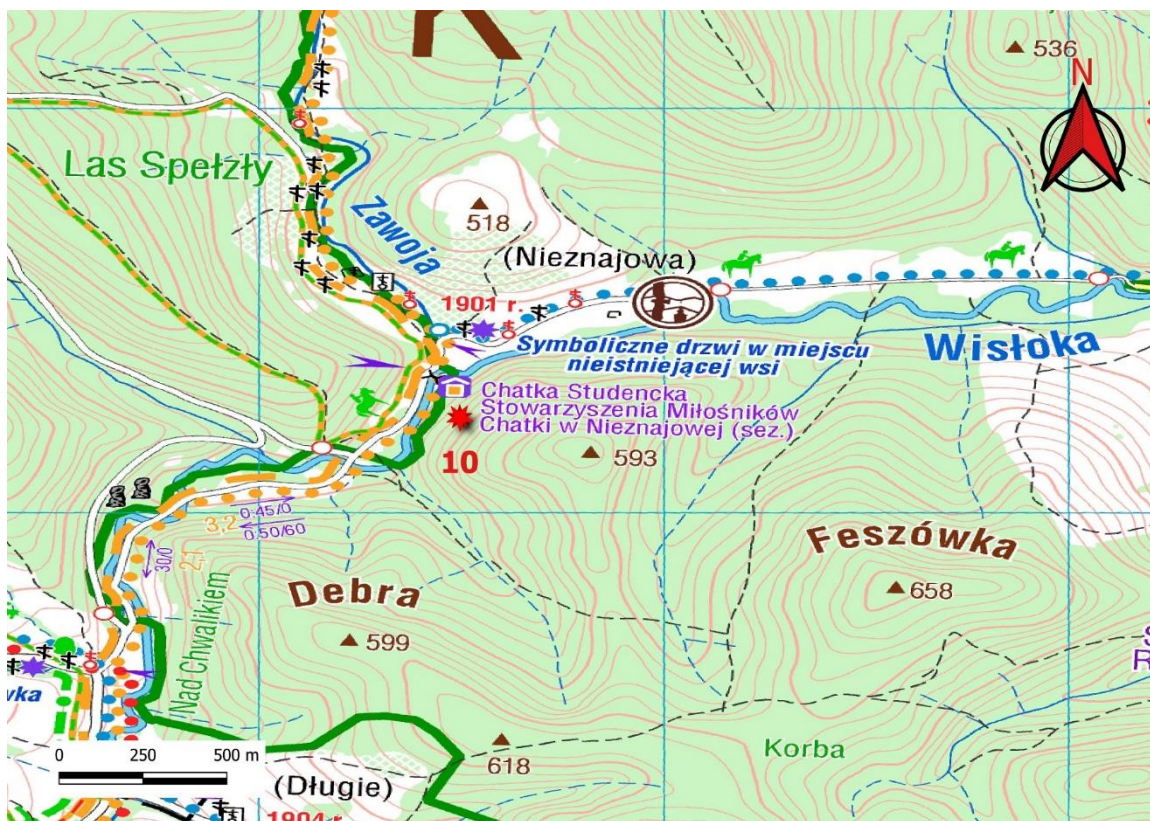 536
N
Las Spełzły
Zawoja
518
(Nieznajowa)
1901 r.
Symboliczne drzwi w miejscu
nieistniejącej wsi
Wisłoka
Chatka Studencka
Stowarzyszenia Miłośników
Chatki w Nieznajowej (sez.)
10
593
3,2
0.45/0
0.50/60
30/0
2,1
Feszówka
658
Debra
599
Nad Chwalikiem
S
R
wka
0 250 500 m
618
Korba
(Długie)
1904 r.